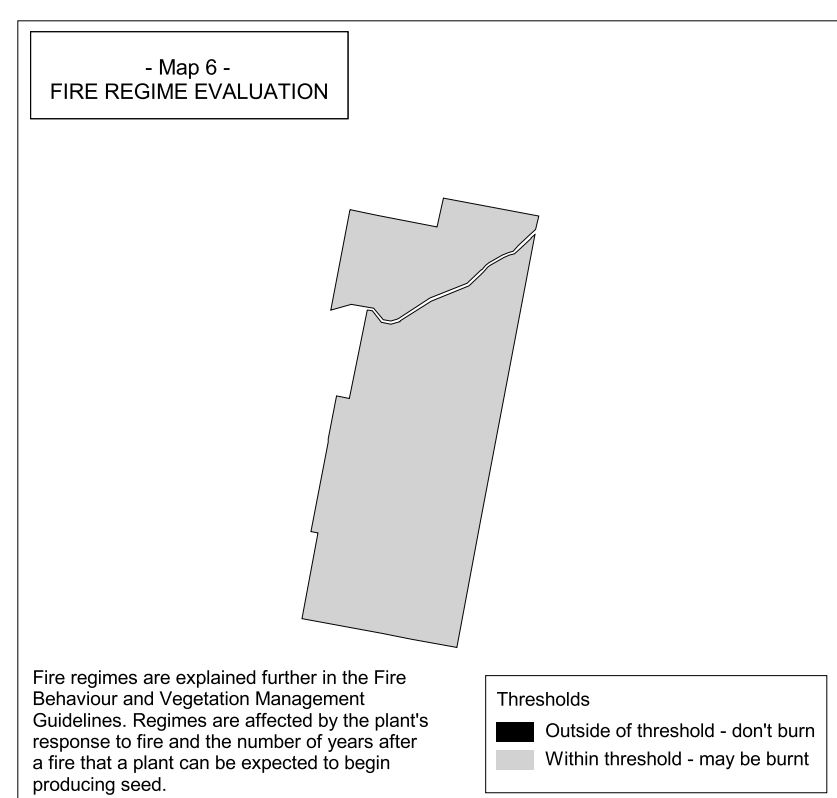 - Map 6 -
FIRE REGIME EVALUATION
Fire regimes are explained further in the Fire
Behaviour and Vegetation Management
Guidelines. Regimes are affected by the plant's
response to fire and the number of years after
a fire that a plant can be expected to begin
producing seed.
Thresholds
Outside of threshold - don't burn
Within threshold - may be burnt